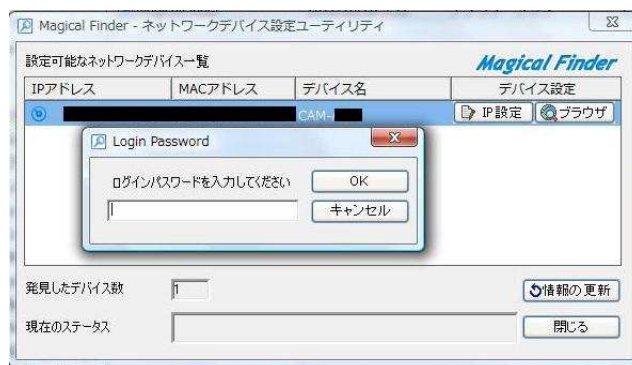 Magical Finder - ネットワークデバイス設定ユーティリティ
設定可能なネットワークデバイス一覧
Magical Finder
IPアドレス MACアドレス デバイス名 デバイス設定
CAM- IP設定 ブラウザ
Login Password
ログインパスワードを入力してください OK
キャンセル
発見したデバイス数 1 情報の更新
現在のステータス 閉じる